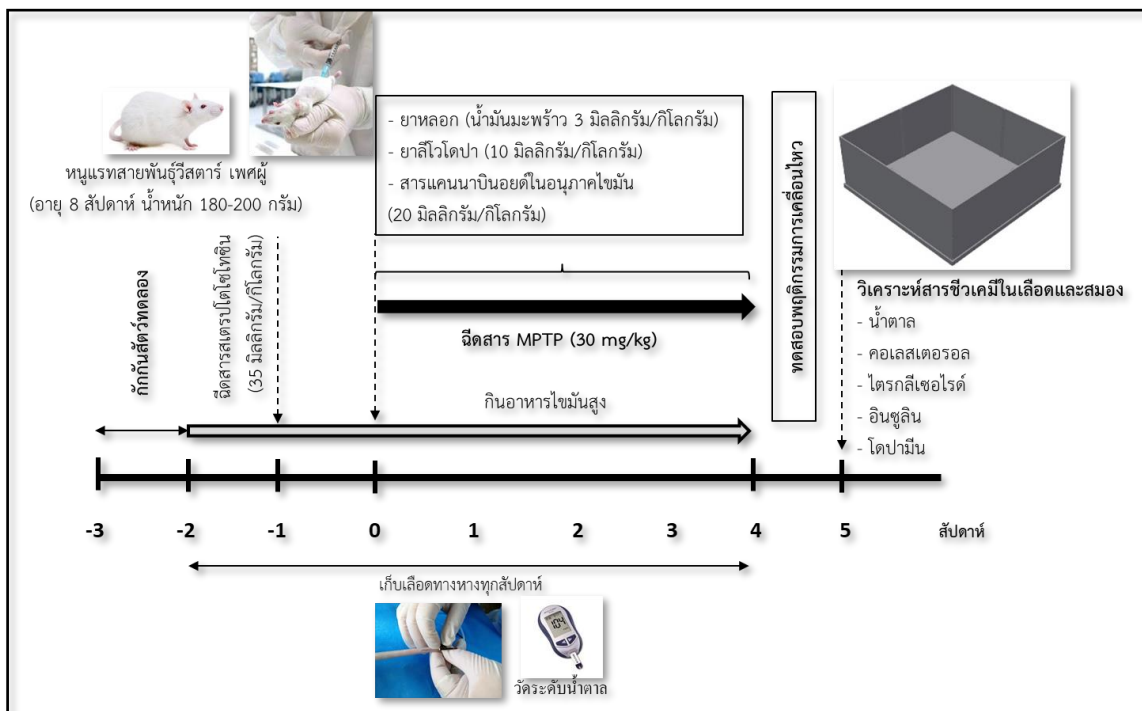 หนูแรทสายพันธุ์วีสตาร์ เพศผู้
(อายุ 8 สัปดาห์ น้ำหนัก 180-200 กรัม)
- ยาหลอก (น้ำมันมะพร้าว 3 มิลลิกรัม/กิโลกรัม)
- ยาลีโวโดปา (10 มิลลิกรัม/กิโลกรัม)
- สารแคนนาบินอยด์ในอนุภาคไขมัน
(20 มิลลิกรัม/กิโลกรัม)
กักกันสัตว์ทดลอง
ฉีดสารสเตรปโตโซโทซิน
(35 มิลลิกรัม/กิโลกรัม)
ฉีดสาร MPTP (30 mg/kg)
กินอาหารไขมันสูง
ทดสอบพฤติกรรมการเคลื่อนไหว
วิเคราะห์สารชีวเคมีในเลือดและสมอง
- น้ำตาล
- คอเลสเตอรอล
- ไตรกลีเซอไรด์
- อินซูลิน
- โดปามีน
-3 -2 -1 0 1 2 3 4 5 สัปดาห์
เก็บเลือดทางหางทุกสัปดาห์
104
วัดระดับน้ำตาล